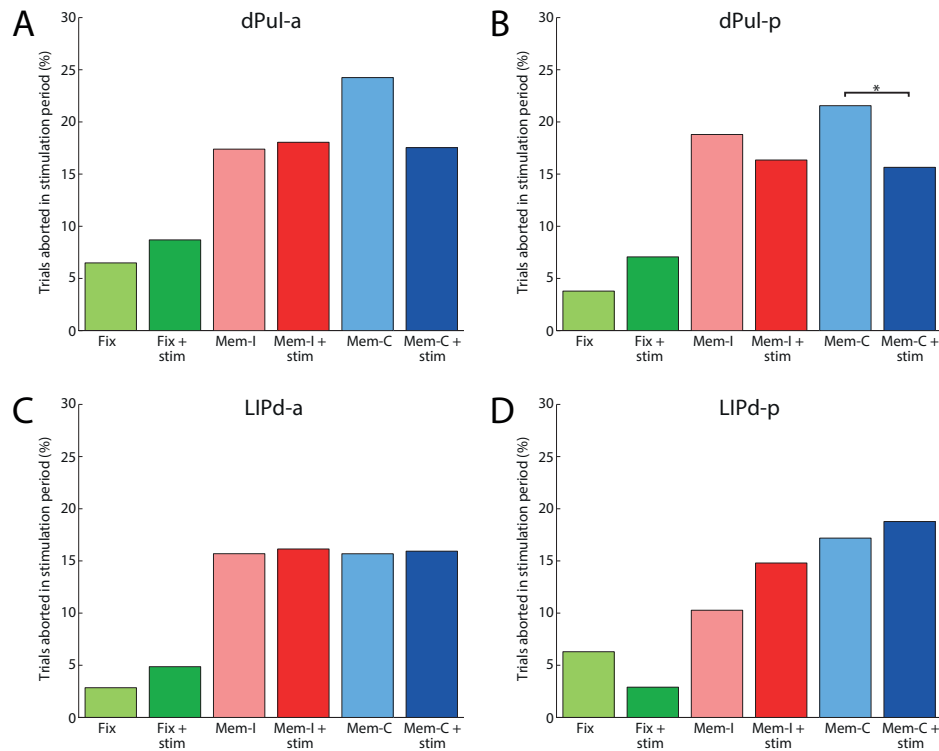 A
dPul-a
Trials aborted in stimulation period (%)
30
25
20
15
10
5
0
Fix
Fix +
stim
Mem-I
Mem-I +
stim
Mem-C
Mem-C +
stim
B
dPul-p
Trials aborted in stimulation period (%)
30
25
20
15
10
5
0
*
Fix
Fix +
stim
Mem-I
Mem-I +
stim
Mem-C
Mem-C +
stim
C
LIPd-a
Trials aborted in stimulation period (%)
30
25
20
15
10
5
0
Fix
Fix +
stim
Mem-I
Mem-I +
stim
Mem-C
Mem-C +
stim
D
LIPd-p
Trials aborted in stimulation period (%)
30
25
20
15
10
5
0
Fix
Fix +
stim
Mem-I
Mem-I +
stim
Mem-C
Mem-C +
stim